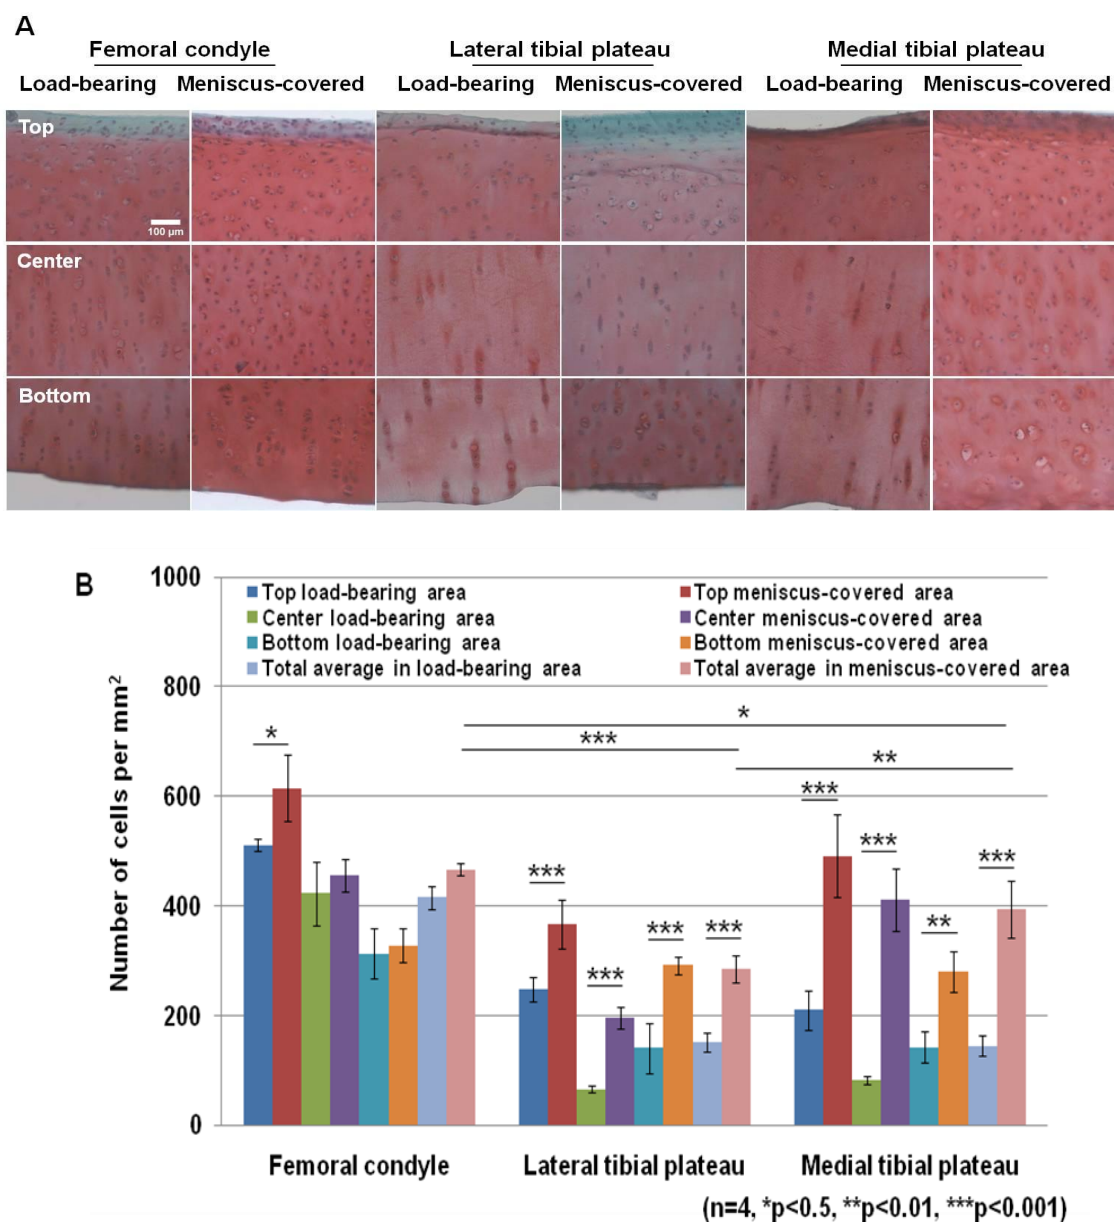 A
Femoral condyle Lateral tibial plateau Medial tibial plateau
Load-bearing Meniscus-covered Load-bearing Meniscus-covered Load-bearing Meniscus-covered
Top
100 µm
Center
Bottom
B
Number of cells per mm²
1000
800
600
400
200
0
Top load-bearing area Top meniscus-covered area
Center load-bearing area Center meniscus-covered area
Bottom load-bearing area Bottom meniscus-covered area
Total average in load-bearing area Total average in meniscus-covered area
*
***
**
* ***
*** ***
*** *** *** *** ** ***
Femoral condyle Lateral tibial plateau Medial tibial plateau
(n=4, *p<0.5, **p<0.01, ***p<0.001)